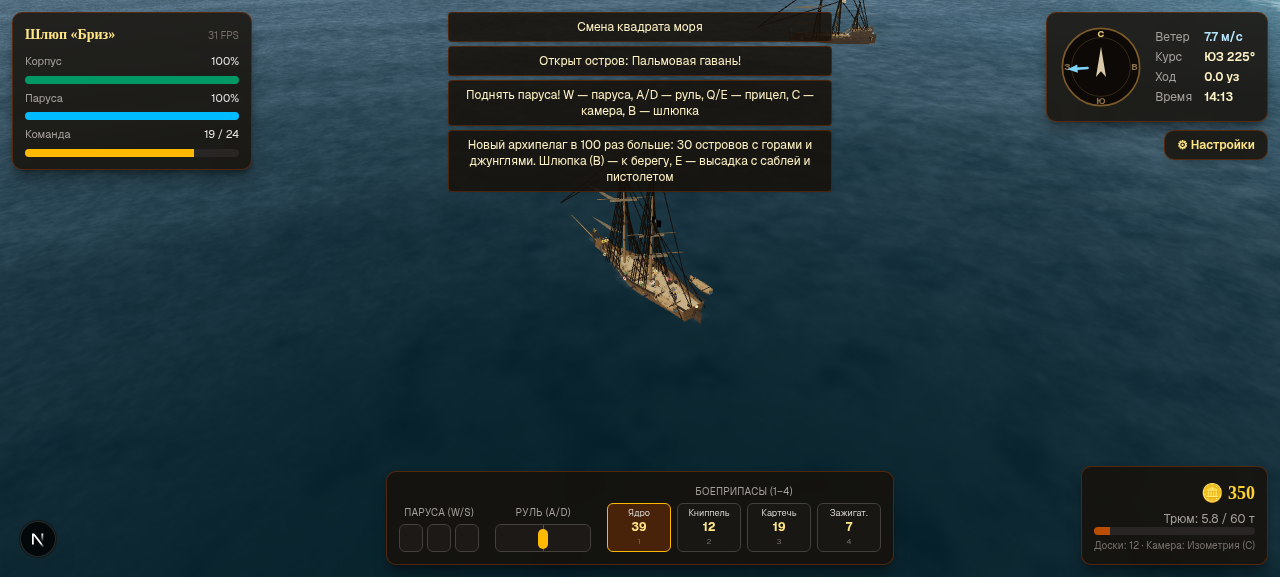 Шлюп «Бриз»
31 FPS
Корпус 100%
Паруса 100%
Команда 19 / 24
Смена квадрата моря
Открыт остров: Пальмовая гавань!
Поднять паруса! W — паруса, A/D — руль, Q/E — прицел, C —
камера, B — шлюпка
Новый архипелаг в 100 раз больше: 30 островов с горами и
джунглями. Шлюпка (B) — к берегу, E — высадка с саблей и
пистолетом
С
З
В
Ю
Ветер 7.7 м/с
Курс ЮЗ 225°
Ход 0.0 уз
Время 14:13
⚙ Настройки
БОЕПРИПАСЫ (1–4)
ПАРУСА (W/S)
РУЛЬ (A/D)
Ядро
39
1
Книппель
12
2
Картечь
19
3
Зажигат.
7
4
350
Трюм: 5.8 / 60 т
Доски: 12 · Камера: Изометрия (C)
N